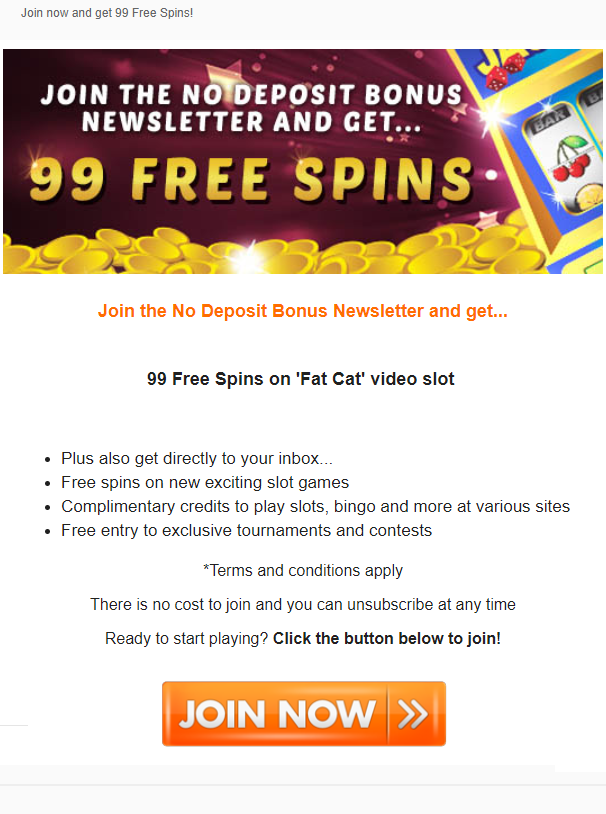 Join now and get 99 Free Spins!
JOIN THE NO DEPOSIT BONUS
NEWSLETTER AND GET...
99 FREE SPINS
BAR
Join the No Deposit Bonus Newsletter and get...
99 Free Spins on 'Fat Cat' video slot
Plus also get directly to your inbox...
Free spins on new exciting slot games
Complimentary credits to play slots, bingo and more at various sites
Free entry to exclusive tournaments and contests
*Terms and conditions apply
There is no cost to join and you can unsubscribe at any time
Ready to start playing? Click the button below to join!
JOIN NOW